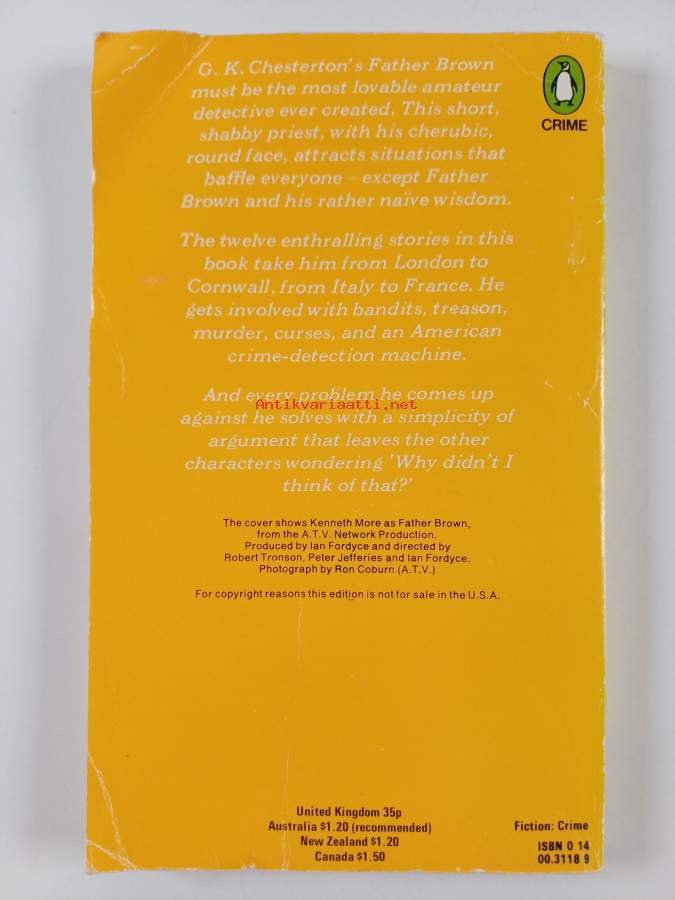 G. K. Chesterton's Father Brown
must be the most lovable amateur
detective ever created. This short,
shabby priest, with his cherubic,
round face, attracts situations that
baffle everyone – except Father
Brown and his rather naïve wisdom.
CRIME
The twelve enthralling stories in this
book take him from London to
Cornwall, from Italy to France. He
gets involved with bandits, treason,
murder, curses, and an American
crime-detection machine.
And every problem he comes up
Antikvariaatti.net
against he solves with a simplicity of
argument that leaves the other
characters wondering 'Why didn't I
think of that?'
The cover shows Kenneth More as Father Brown,
from the A.T.V. Network Production.
Produced by Ian Fordyce and directed by
Robert Tronson, Peter Jefferies and Ian Fordyce.
Photograph by Ron Coburn (A.T.V.)
For copyright reasons this edition is not for sale in the U.S.A.
United Kingdom 35p
Australia $1.20 (recommended)
New Zealand $1.20
Canada $1.50
Fiction: Crime
ISBN 0 14
00.3118 9